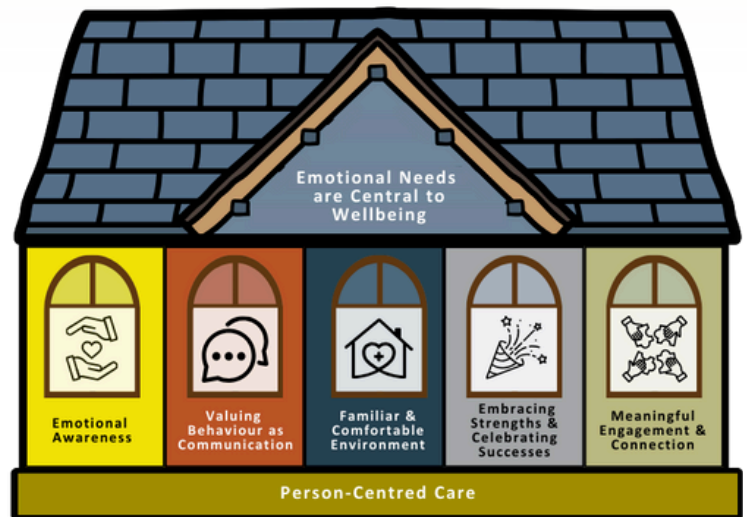 Emotional Needs
are Central to
Wellbeing
Emotional
Awareness
Valuing
Behaviour as
Communication
Familiar &
Comfortable
Environment
Embracing
Strengths &
Celebrating
Successes
Meaningful
Engagement &
Connection
Person-Centred Care